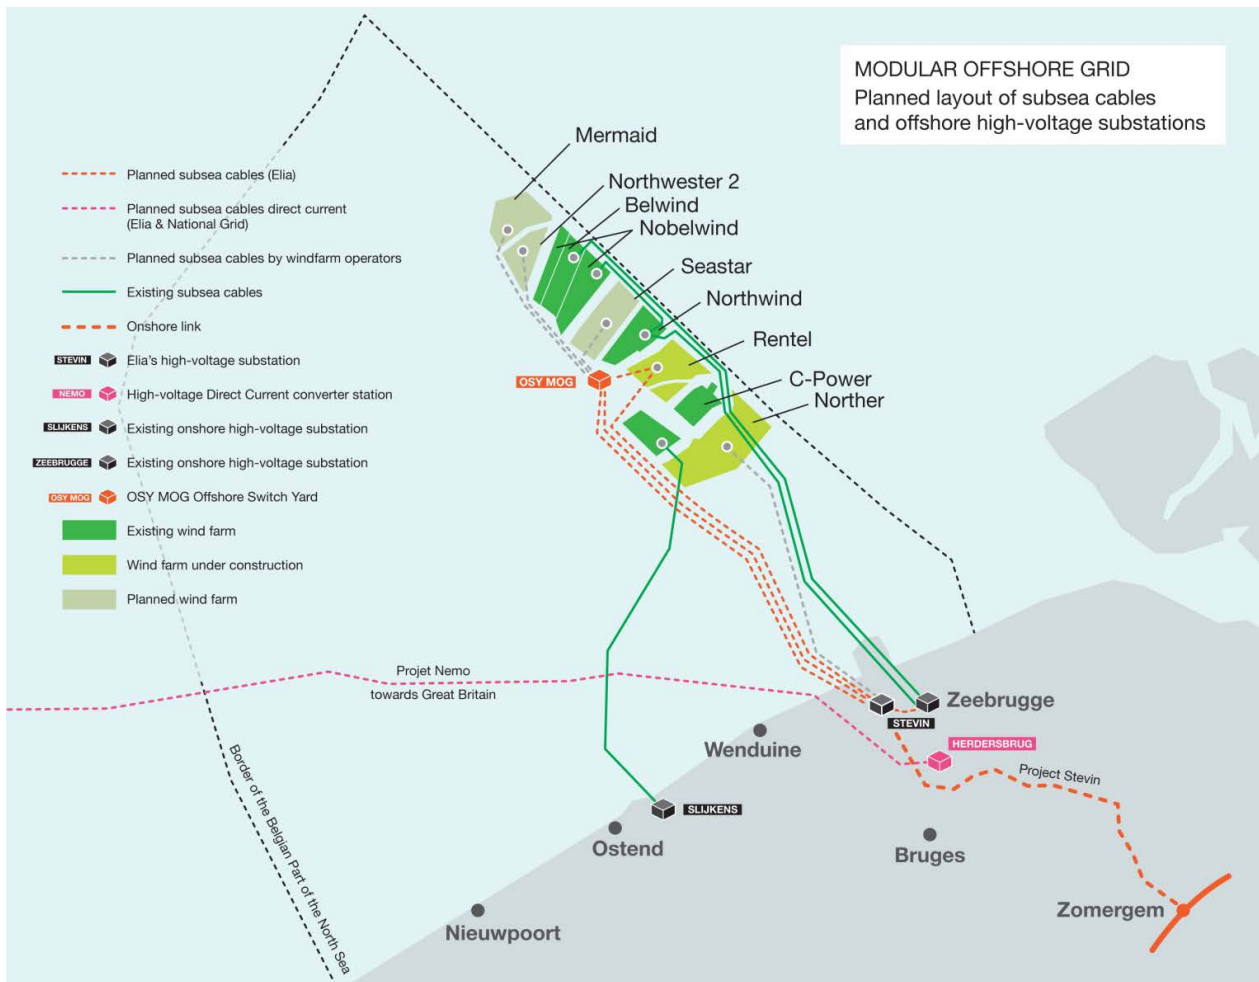 MODULAR OFFSHORE GRID
Planned layout of subsea cables
and offshore high-voltage substations
Mermaid
Northwester 2
Belwind
Nobelwind
Seastar
Northwind
Rentel
C-Power
Norther
OSY MOG
Planned subsea cables (Elia)
Planned subsea cables direct current
(Elia & National Grid)
Planned subsea cables by windfarm operators
Existing subsea cables
Onshore link
STEVIN Elia's high-voltage substation
NEMO High-voltage Direct Current converter station
SLIJKENS Existing onshore high-voltage substation
ZEEBRUGGE Existing onshore high-voltage substation
OSY MOG OSY MOG Offshore Switch Yard
Existing wind farm
Wind farm under construction
Planned wind farm
Projet Nemo
towards Great Britain
Border of the Belgian Part of the North Sea
Zeebrugge
STEVIN
HERDERSBRUG
Wenduine
Project Stevin
SLIJKENS
Ostend
Bruges
Zomergem
Nieuwpoort